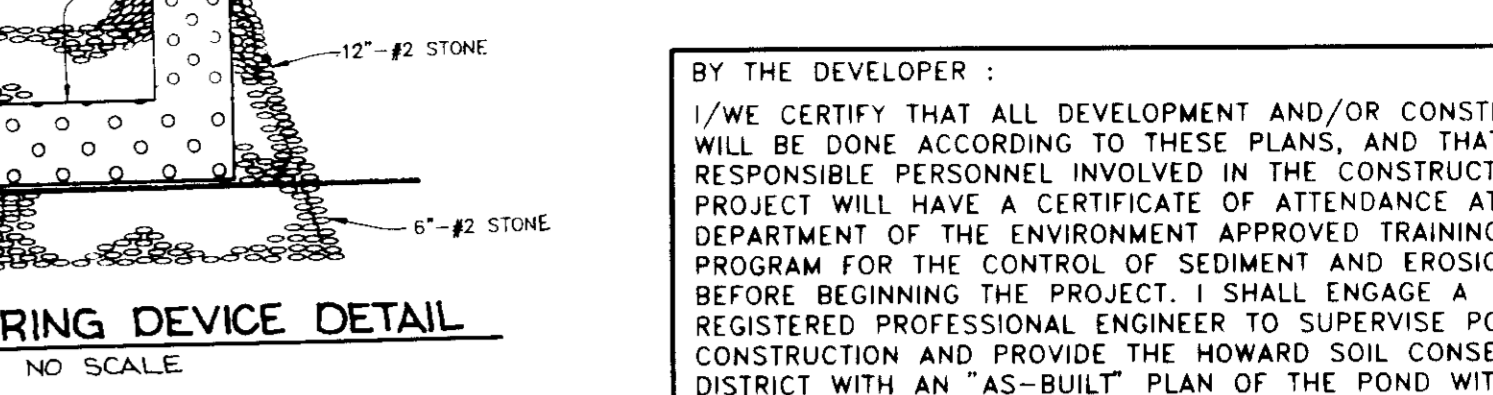 12"-#2 STONE
6"-#2 STONE
RING DEVICE DETAIL
NO SCALE
BY THE DEVELOPER :
I/WE CERTIFY THAT ALL DEVELOPMENT AND/OR
WILL BE DONE ACCORDING TO THESE PLANS, AND
RESPONSIBLE PERSONNEL INVOLVED IN THE
PROJECT WILL HAVE A CERTIFICATE OF ATTENDANCE AT
DEPARTMENT OF THE ENVIRONMENT APPROVED TRAINING
PROGRAM FOR THE CONTROL OF SEDIMENT AND
BEFORE BEGINNING THE PROJECT. I SHALL ENGAGE A
REGISTERED PROFESSIONAL ENGINEER TO SUPERVISE
CONSTRUCTION AND PROVIDE THE HOWARD SOIL
DISTRICT WITH AN "AS-BUILT" PLAN OF THE POND